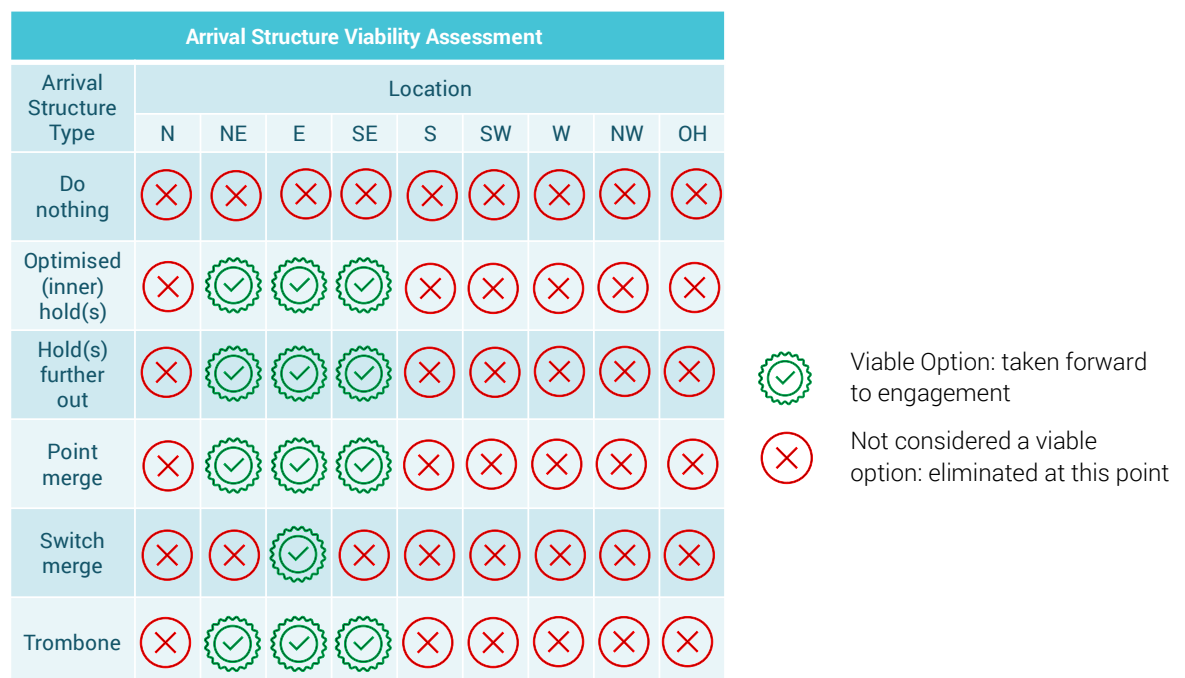 Arrival Structure Viability Assessment
Arrival
Structure
Type
Location
N NE E SE S SW W NW OH
Do
nothing
Optimised
(inner)
hold(s)
Hold(s)
further
out
Point
merge
Switch
merge
Trombone
Viable Option: taken forward
to engagement
Not considered a viable
option: eliminated at this point